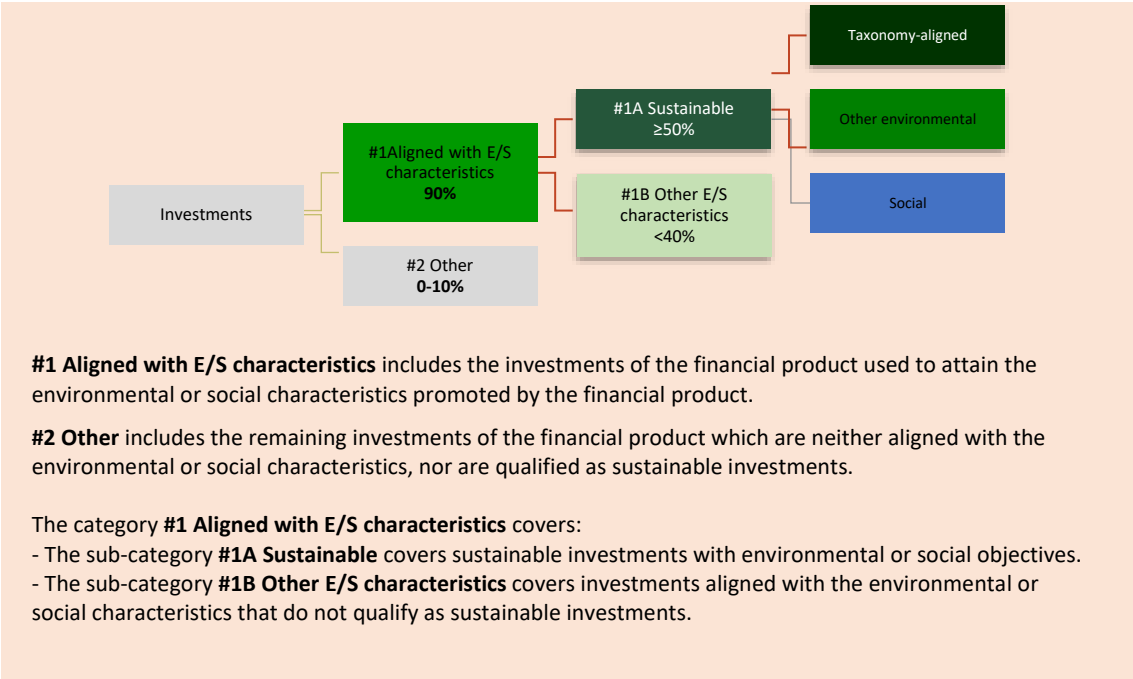 Taxonomy-aligned
#1A Sustainable
≥50%
Other environmental
#1Aligned with E/S
characteristics
90%
Investments
#1B Other E/S
characteristics
<40%
Social
#2 Other
0-10%
#1 Aligned with E/S characteristics includes the investments of the financial product used to attain the
environmental or social characteristics promoted by the financial product.
#2 Other includes the remaining investments of the financial product which are neither aligned with the
environmental or social characteristics, nor are qualified as sustainable investments.
The category #1 Aligned with E/S characteristics covers:
- The sub-category #1A Sustainable covers sustainable investments with environmental or social objectives.
- The sub-category #1B Other E/S characteristics covers investments aligned with the environmental or
social characteristics that do not qualify as sustainable investments.